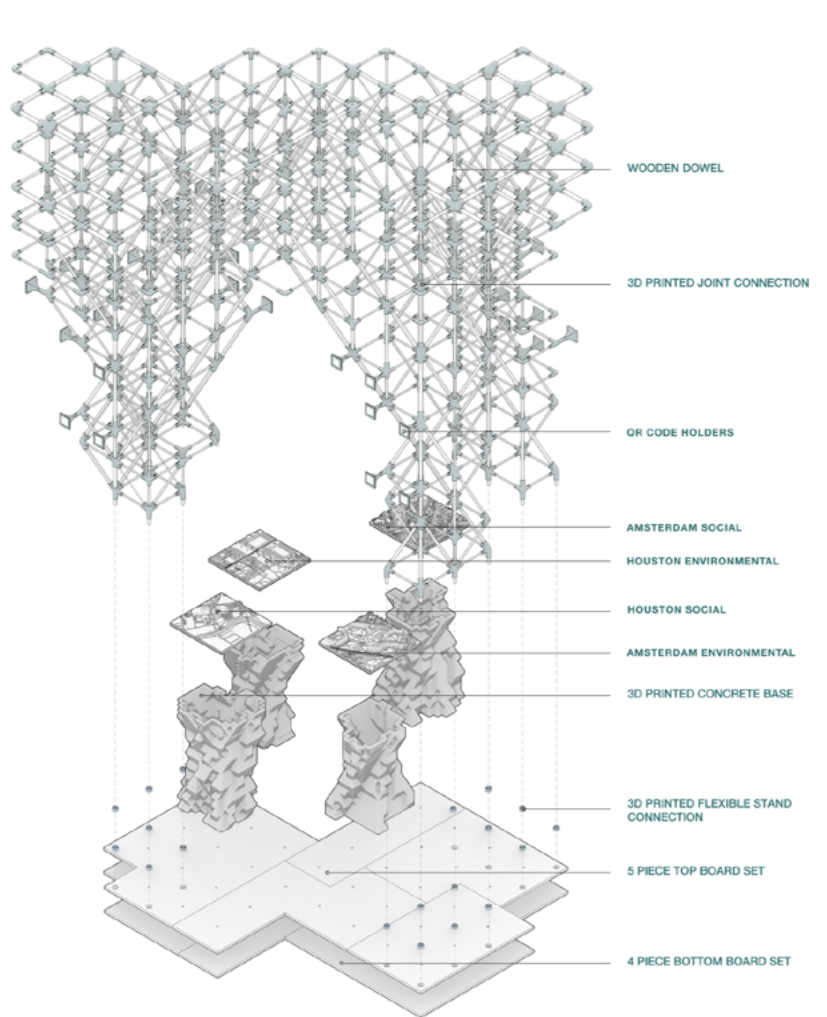 WOODEN DOWEL
3D PRINTED JOINT CONNECTION
QR CODE HOLDERS
AMSTERDAM SOCIAL
HOUSTON ENVIRONMENTAL
HOUSTON SOCIAL
AMSTERDAM ENVIRONMENTAL
3D PRINTED CONCRETE BASE
3D PRINTED FLEXIBLE STAND
CONNECTION
5 PIECE TOP BOARD SET
4 PIECE BOTTOM BOARD SET